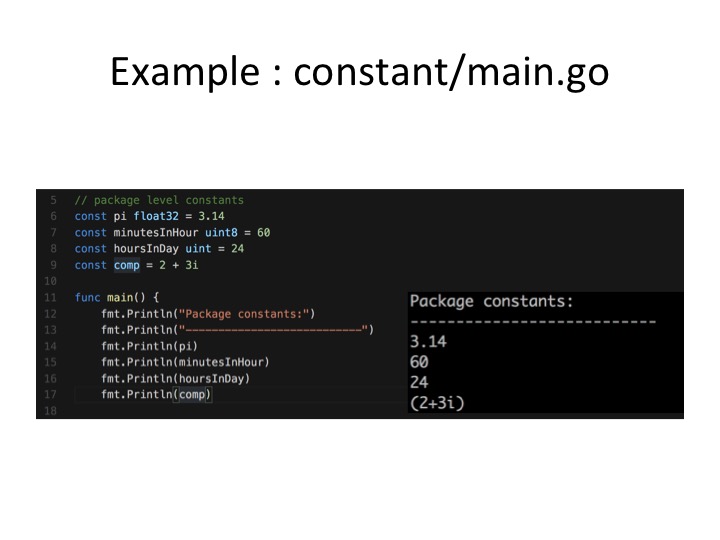 Example : constant/main.go
5 // package level constants
6 const pi float32 = 3.14
7 const minutesInHour uint8 = 60
8 const hoursInDay uint = 24
9 const comp = 2 + 3i
10
11 func main() {
12 fmt.Println("Package constants:")
13 fmt.Println("---------------------------")
14 fmt.Println(pi)
15 fmt.Println(minutesInHour)
16 fmt.Println(hoursInDay)
17 fmt.Println(comp)
18
Package constants:
---------------------------
3.14
60
24
(2+3i)